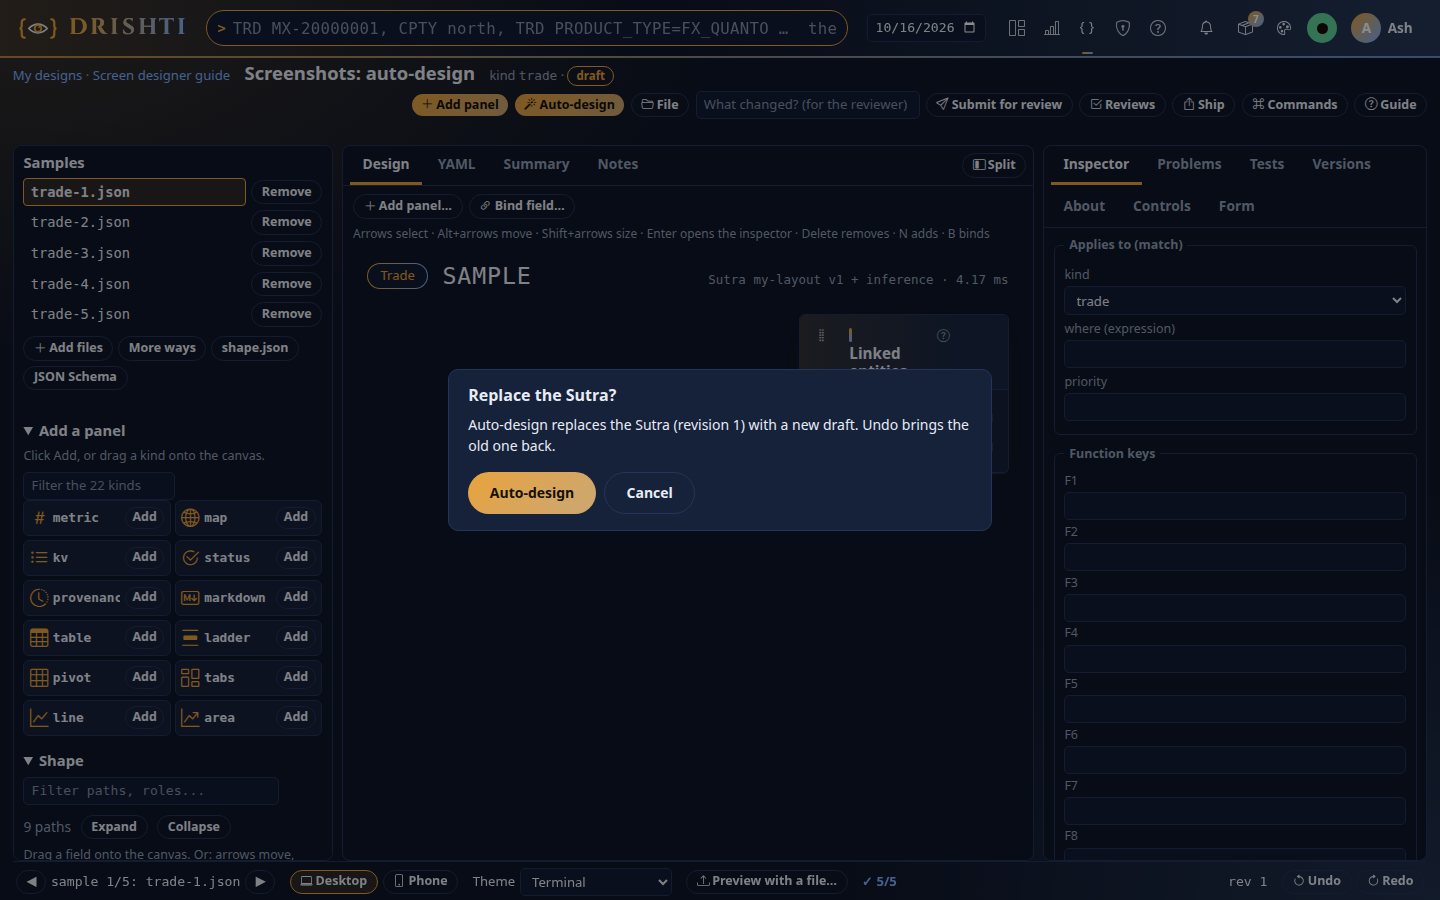 { } DRISHTI
> TRD MX-20000001, CPTY north, TRD PRODUCT_TYPE=FX_QUANTO … the
10/16/2026
{ }
7
A Ash
My designs · Screen designer guide Screenshots: auto-design kind trade · draft
+ Add panel Auto-design File What changed? (for the reviewer) Submit for review Reviews Ship Commands Guide
Samples
trade-1.json Remove
trade-2.json Remove
trade-3.json Remove
trade-4.json Remove
trade-5.json Remove
+ Add files More ways shape.json
JSON Schema
▼ Add a panel
Click Add, or drag a kind onto the canvas.
Filter the 22 kinds
# metric Add map Add
kv Add status Add
provenanc Add markdown Add
table Add ladder Add
pivot Add tabs Add
line Add area Add
▼ Shape
Filter paths, roles...
9 paths Expand Collapse
Drag a field onto the canvas. Or: arrows move,
Design YAML Summary Notes Split
+ Add panel... Bind field...
Arrows select · Alt+arrows move · Shift+arrows size · Enter opens the inspector · Delete removes · N adds · B binds
Trade SAMPLE Sutra my-layout v1 + inference · 4.17 ms
Linked
entities
Replace the Sutra?
Auto-design replaces the Sutra (revision 1) with a new draft. Undo brings the
old one back.
Auto-design Cancel
Inspector Problems Tests Versions
About Controls Form
Applies to (match)
kind
trade
where (expression)
priority
Function keys
F1
F2
F3
F4
F5
F6
F7
F8
◀ sample 1/5: trade-1.json ▶ Desktop Phone Theme Terminal Preview with a file... ✓ 5/5 rev 1 Undo Redo